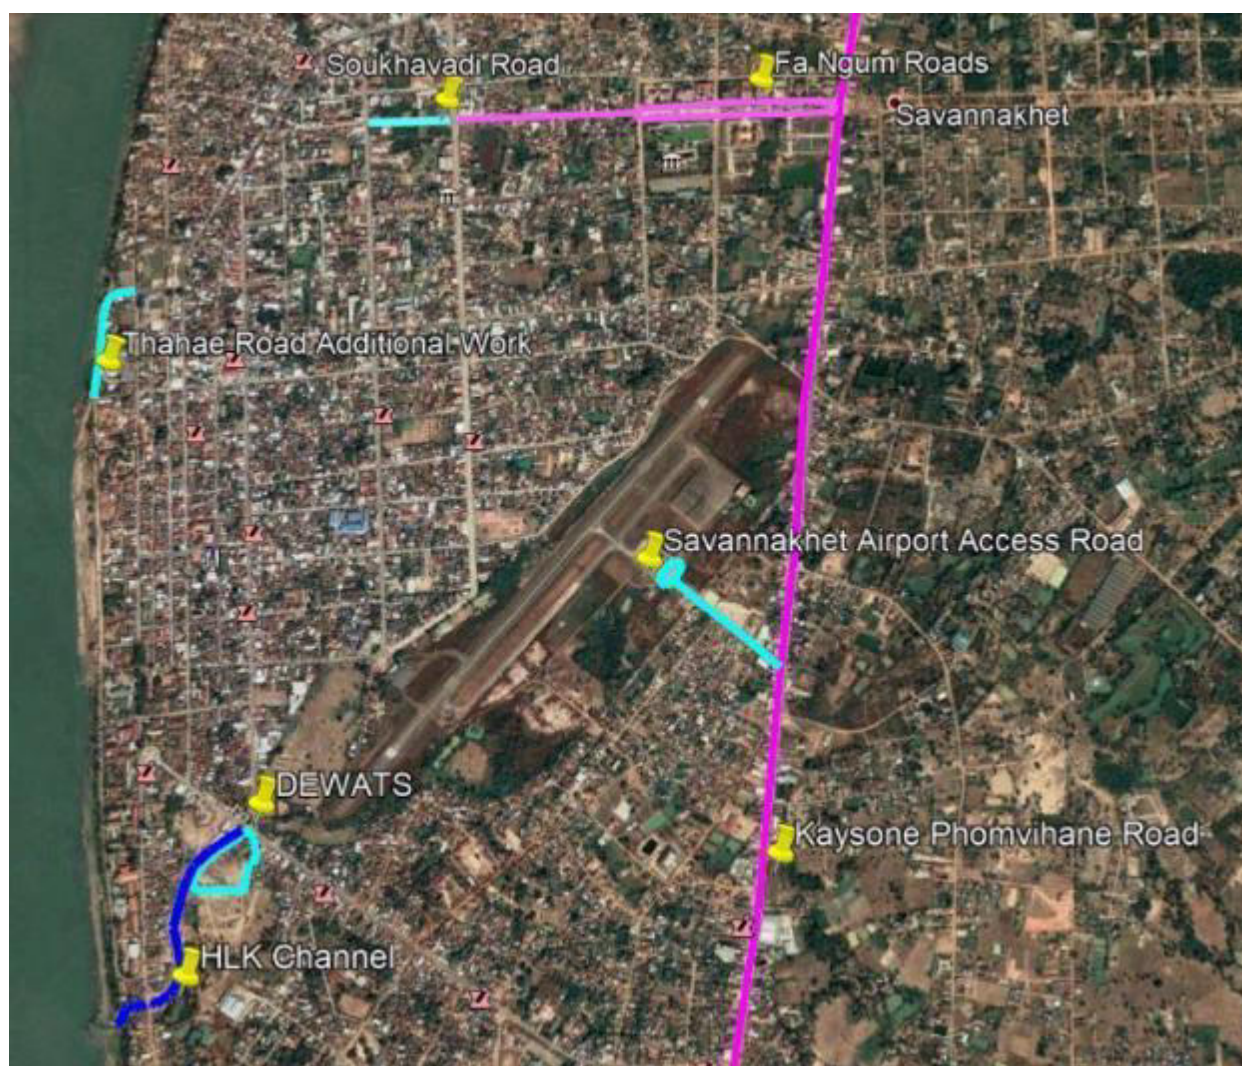 Soukhavadi Road
Fa Ngum Roads
Savannakhet
Thahae Road Additional Work
Savannakhet Airport Access Road
DEWATS
Kaysone Phomvihane Road
HLK Channel